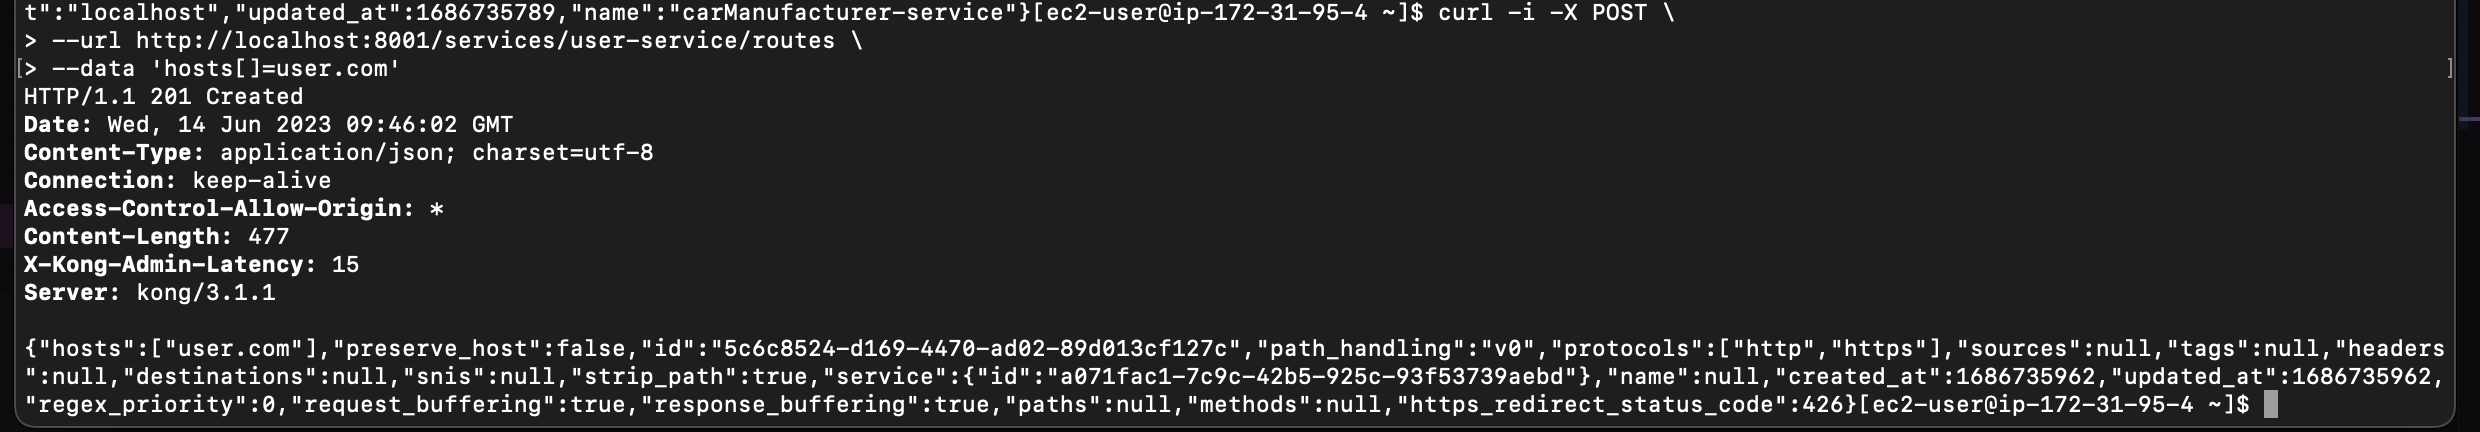 t":"localhost","updated_at":1686735789,"name":"carManufacturer-service"}[ec2-user@ip-172-31-95-4 ~]$ curl -i -X POST \
> --url http://localhost:8001/services/user-service/routes \
[> --data 'hosts[]=user.com' ]
HTTP/1.1 201 Created
Date: Wed, 14 Jun 2023 09:46:02 GMT
Content-Type: application/json; charset=utf-8
Connection: keep-alive
Access-Control-Allow-Origin: *
Content-Length: 477
X-Kong-Admin-Latency: 15
Server: kong/3.1.1

{"hosts":["user.com"],"preserve_host":false,"id":"5c6c8524-d169-4470-ad02-89d013cf127c","path_handling":"v0","protocols":["http","https"],"sources":null,"tags":null,"headers
":null,"destinations":null,"snis":null,"strip_path":true,"service":{"id":"a071fac1-7c9c-42b5-925c-93f53739aebd"},"name":null,"created_at":1686735962,"updated_at":1686735962,
"regex_priority":0,"request_buffering":true,"response_buffering":true,"paths":null,"methods":null,"https_redirect_status_code":426}[ec2-user@ip-172-31-95-4 ~]$